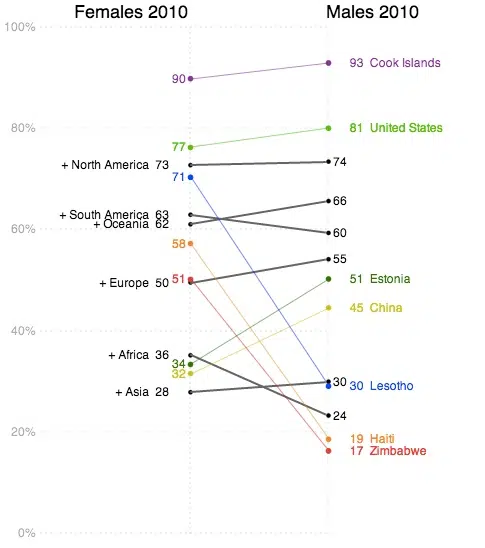 Females 2010 Males 2010
100%
93 Cook Islands
90
80%
81 United States
77
+ North America 73 74
71
66
+ South America 63
+ Oceania 62
60%
60
58
55
51
+ Europe 50
51 Estonia
45 China
40%
+ Africa 36
34
32
+ Asia 28
30
30 Lesotho
24
20%
19 Haiti
17 Zimbabwe
0%